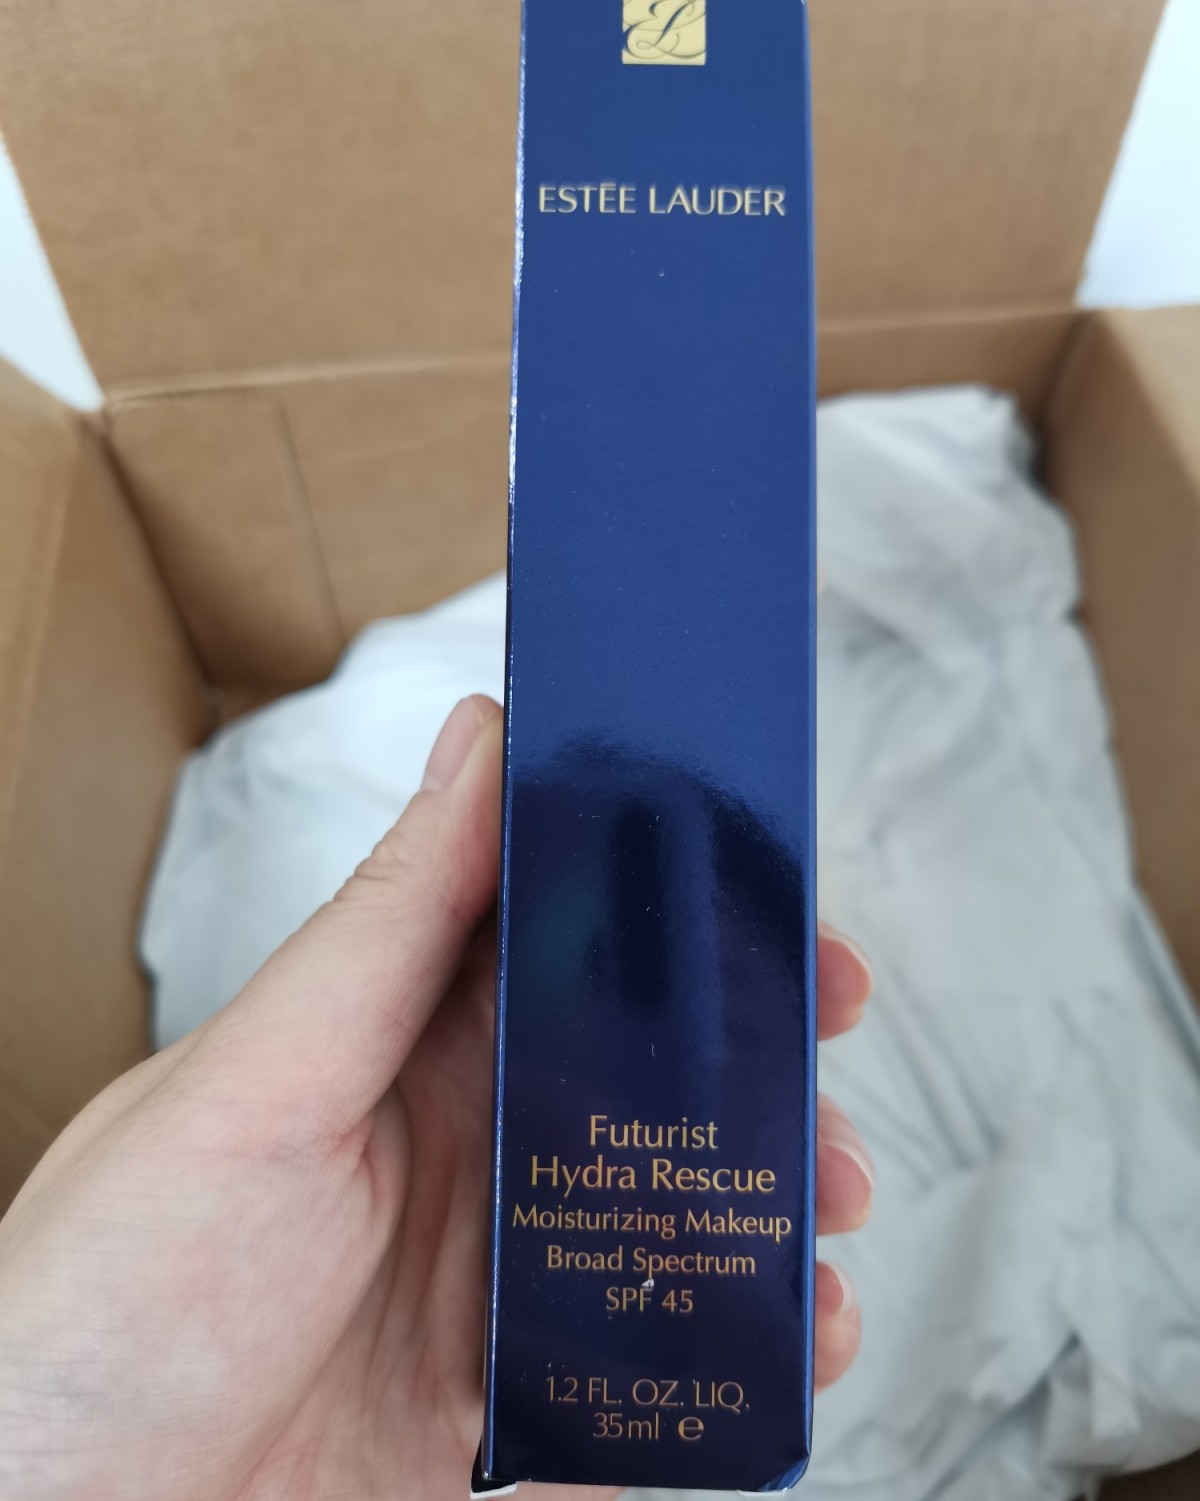 ESTĒE LAUDER
Futurist
Hydra Rescue
Moisturizing Makeup
Broad Spectrum
SPF 45
1.2 FL. OZ. LIQ.
35ml ℮